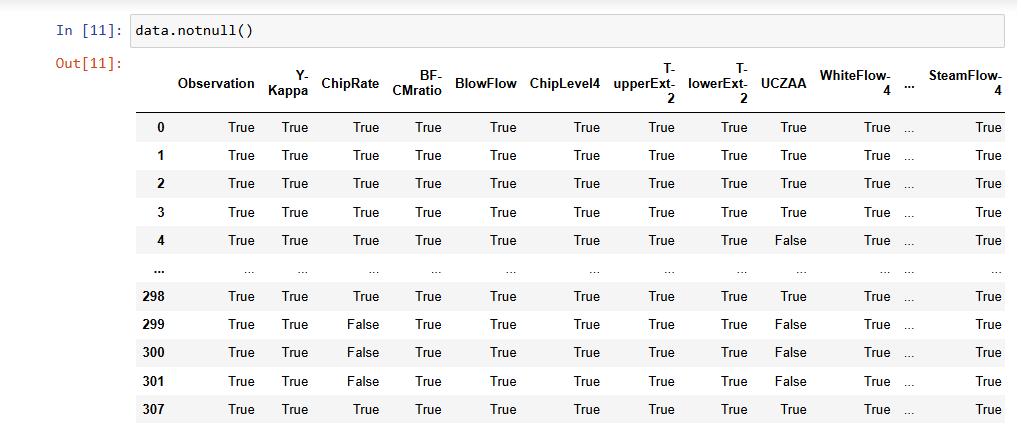 In [11]: data.notnull()
Out[11]:
Observation Y-Kappa ChipRate BF-CMratio BlowFlow ChipLevel4 T-upperExt-2 T-lowerExt-2 UCZAA WhiteFlow-4 ... SteamFlow-4
0 True True True True True True True True True True ... True
1 True True True True True True True True True True ... True
2 True True True True True True True True True True ... True
3 True True True True True True True True True True ... True
4 True True True True True True True True False True ... True
... ... ... ... ... ... ... ... ... ... ... ... ...
298 True True True True True True True True True True ... True
299 True True False True True True True True False True ... True
300 True True False True True True True True False True ... True
301 True True False True True True True True False True ... True
307 True True True True True True True True True True ... True